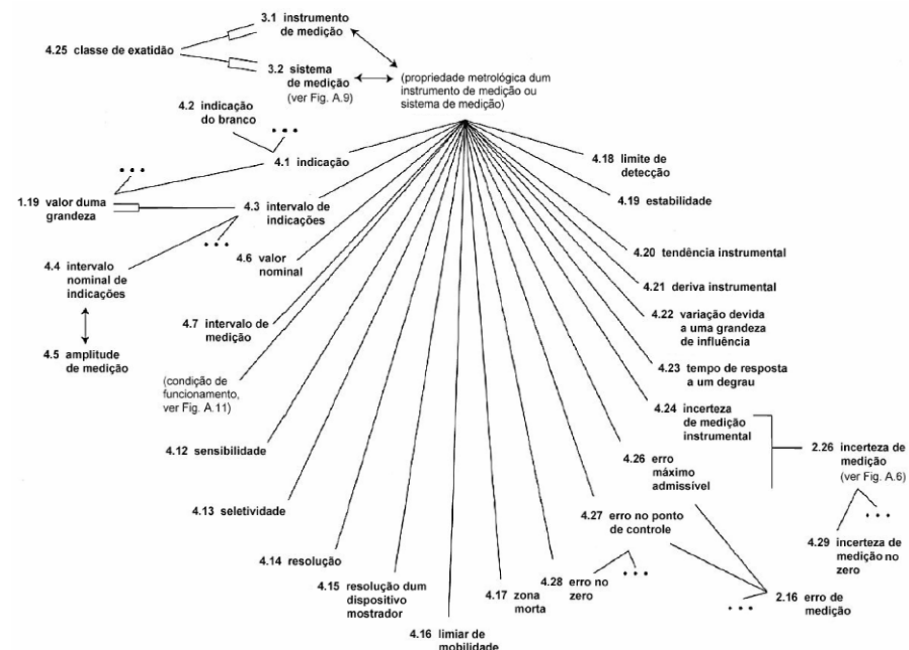 3.1 instrumento
de medição
4.25 classe de exatidão
3.2 sistema
de medição
(ver Fig. A.9)
(propriedade metrológica dum
instrumento de medição ou
sistema de medição)
4.2 indicação
do branco
4.1 indicação
4.18 limite de
detecção
1.19 valor duma
grandeza
4.3 intervalo de
indicações
4.19 estabilidade
4.6 valor
nominal
4.20 tendência instrumental
4.4 intervalo
nominal de
indicações
4.21 deriva instrumental
4.22 variação devida
a uma grandeza
de influência
4.7 intervalo de
medição
4.5 amplitude
de medição
4.23 tempo de resposta
a um degrau
(condição de
funcionamento,
ver Fig. A.11)
4.24 incerteza
de medição
instrumental
4.12 sensibilidade
2.26 incerteza de
medição
(ver Fig. A.6)
4.26 erro
máximo
admissível
4.13 seletividade
4.27 erro no ponto
de controle
4.29 incerteza de
medição no
zero
4.14 resolução
4.15 resolução dum
dispositivo
mostrador
4.28 erro no
zero
4.17 zona
morta
2.16 erro de
medição
4.16 limiar de
mobilidade